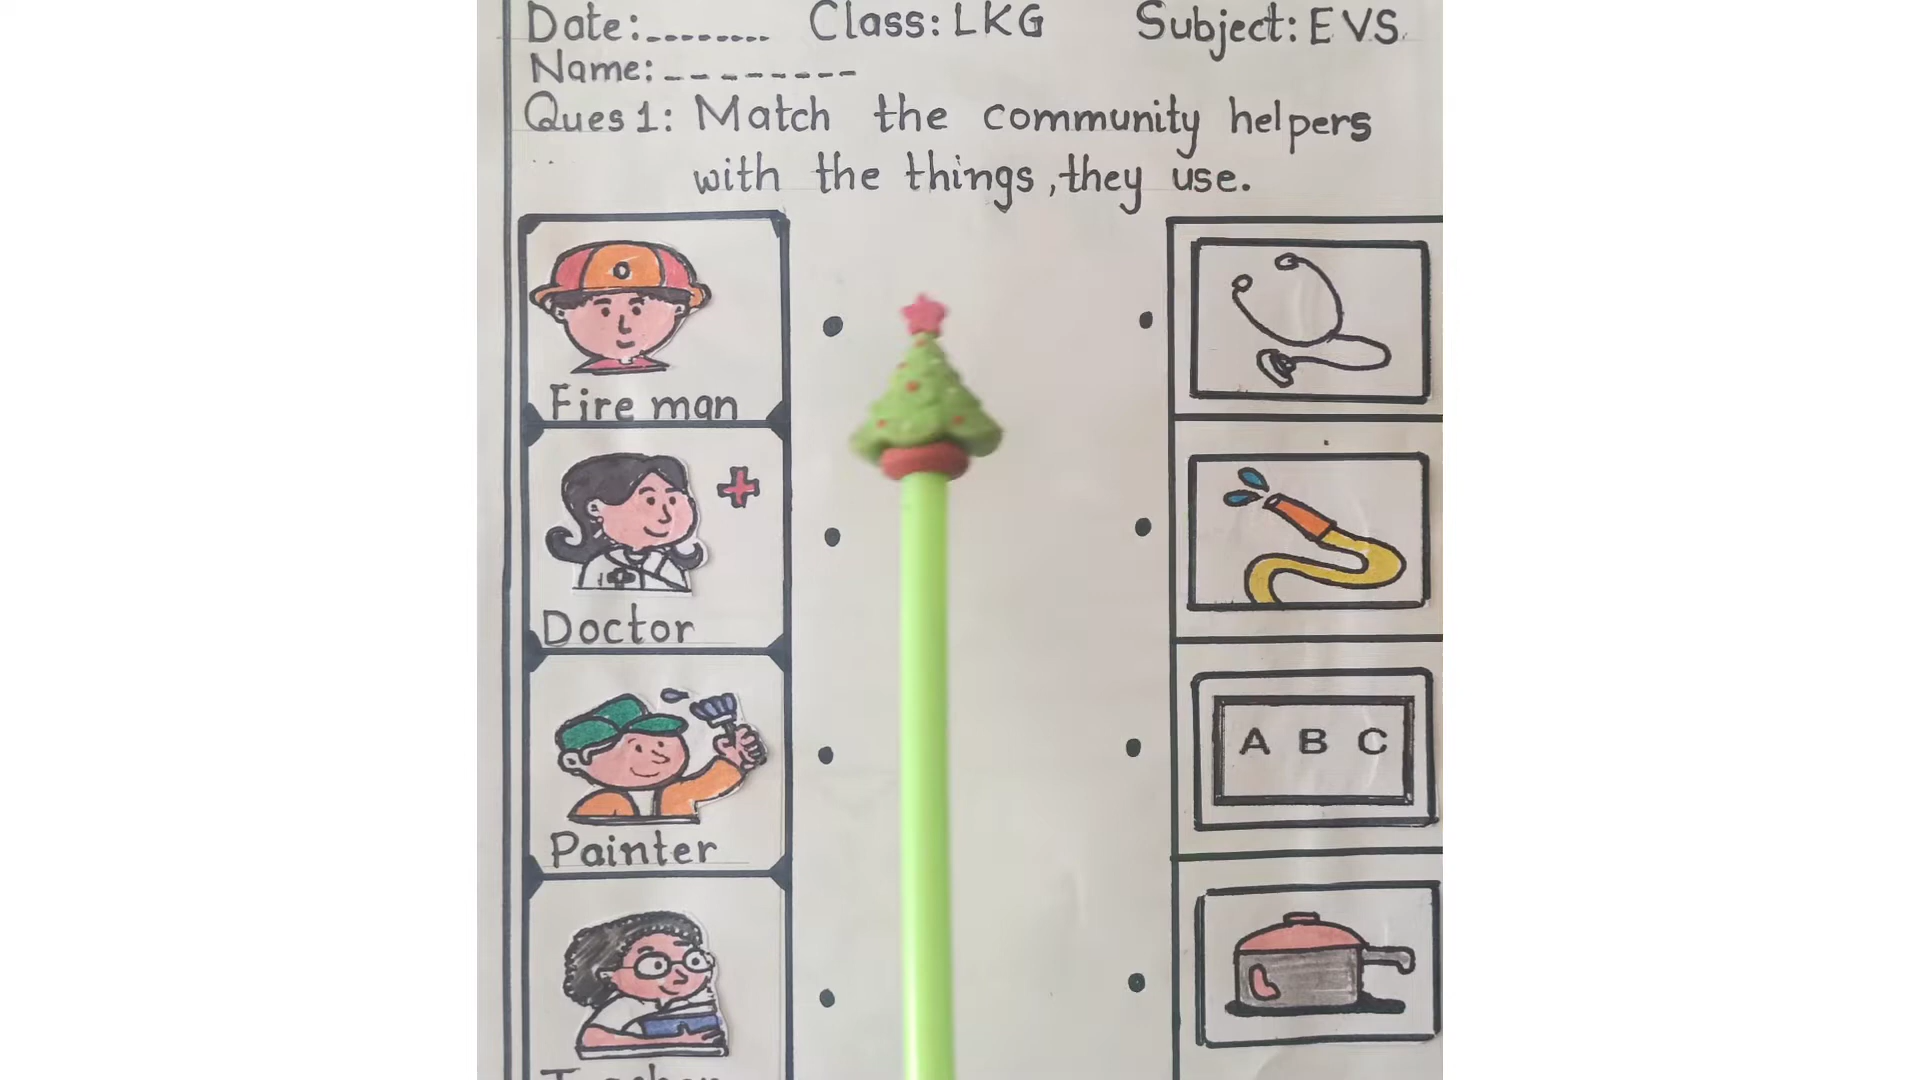 Date:........ Class: LKG Subject: EVS.
Name: --------
Ques 1: Match the community helpers
with the things, they use.
Fire man
Doctor
A B C
Painter